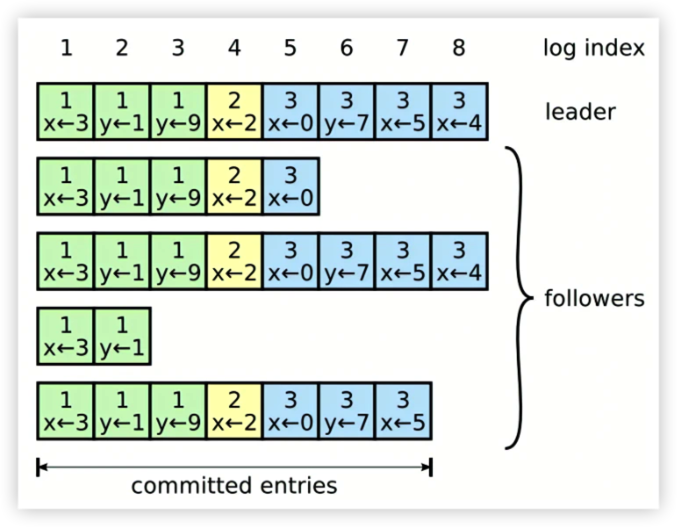 1 2 3 4 5 6 7 8 log index
1 1 1 2 3 3 3 3
x←3 y←1 y←9 x←2 x←0 y←7 x←5 x←4
leader
1 1 1 2 3
x←3 y←1 y←9 x←2 x←0
1 1 1 2 3 3 3 3
x←3 y←1 y←9 x←2 x←0 y←7 x←5 x←4
followers
1 1
x←3 y←1
1 1 1 2 3 3 3
x←3 y←1 y←9 x←2 x←0 y←7 x←5
committed entries